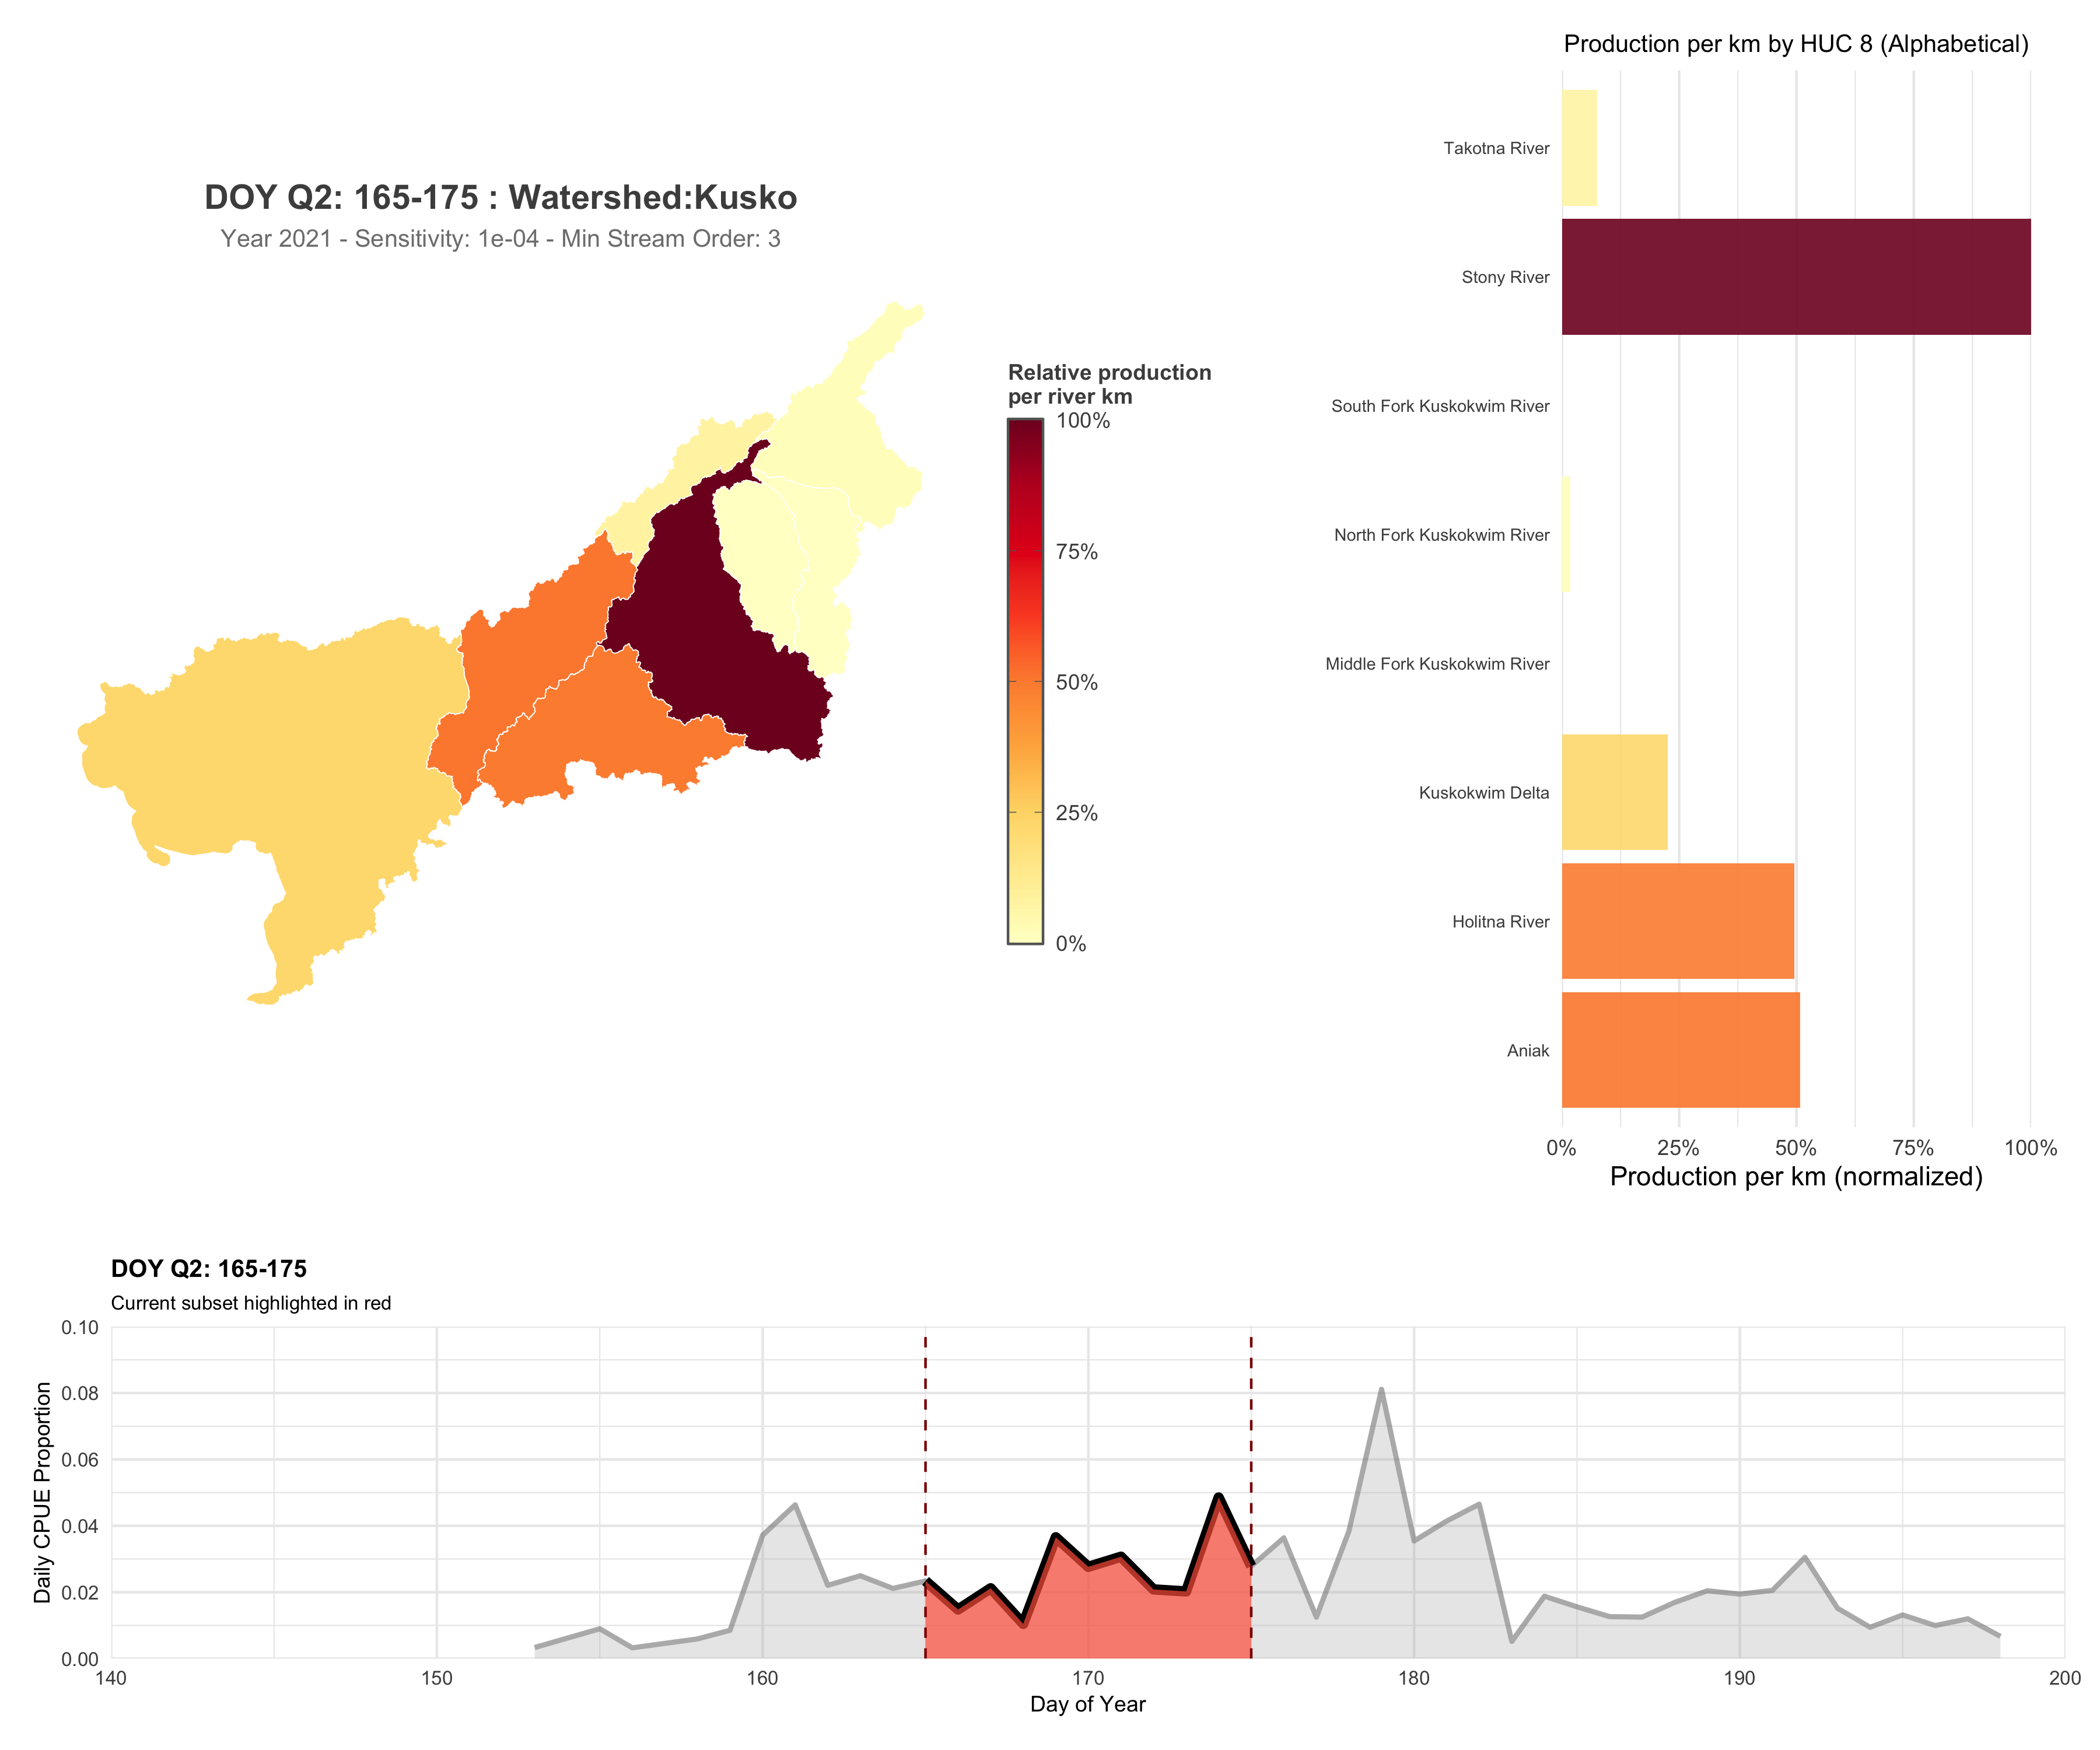 Production per km by HUC 8 (Alphabetical)
Takotna River
Stony River
South Fork Kuskokwim River
North Fork Kuskokwim River
Middle Fork Kuskokwim River
Kuskokwim Delta
Holitna River
Aniak
0%
25%
50%
75%
100%
Production per km (normalized)
DOY Q2: 165-175 : Watershed:Kusko
Year 2021 - Sensitivity: 1e-04 - Min Stream Order: 3
Relative production
per river km
100%
75%
50%
25%
0%
DOY Q2: 165-175
Current subset highlighted in red
Daily CPUE Proportion
0.10
0.08
0.06
0.04
0.02
0.00
140
150
160
170
180
190
200
Day of Year